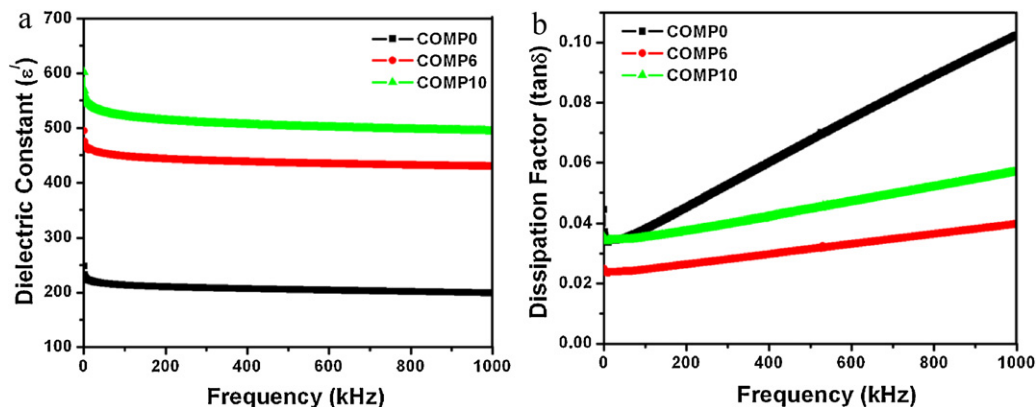 a
Dielectric Constant (ε/)
700
600
500
400
300
200
100
COMP0
COMP6
COMP10
0
200
400
600
800
1000
Frequency (kHz)
b
Dissipation Factor (tanδ)
0.10
0.08
0.06
0.04
0.02
0.00
COMP0
COMP6
COMP10
0
200
400
600
800
1000
Frequency (kHz)